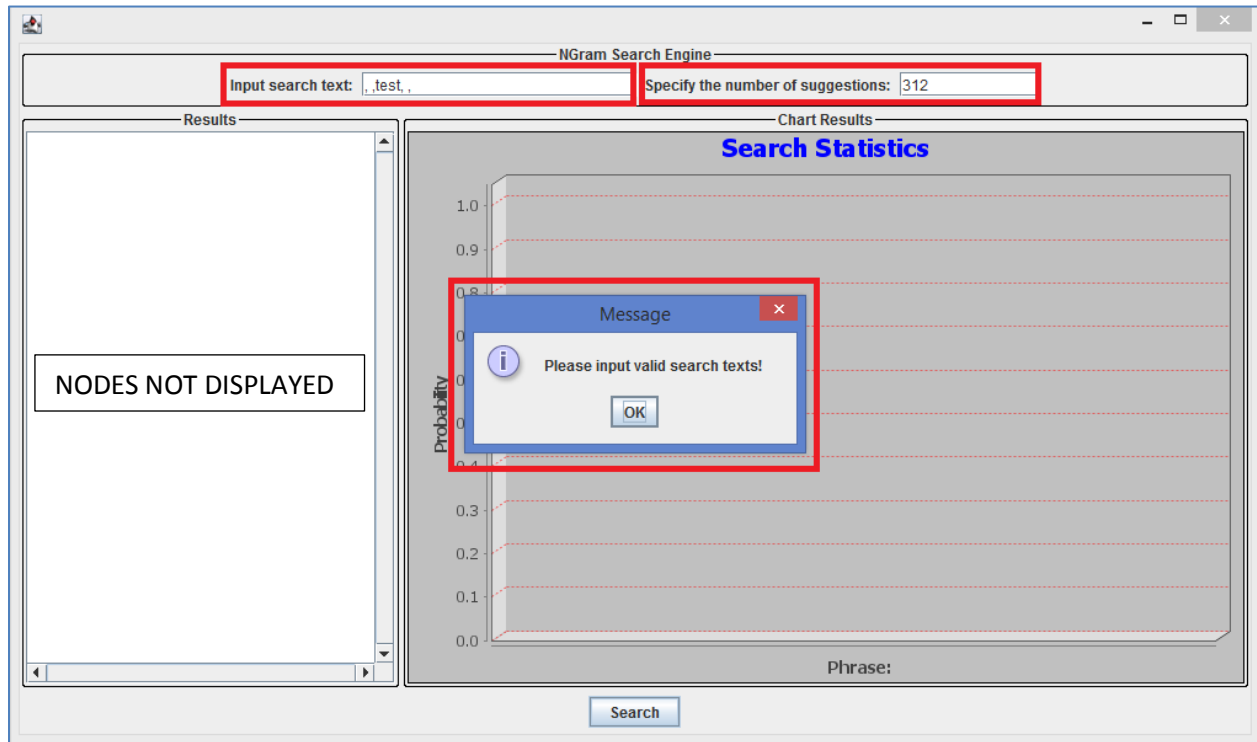 NGram Search Engine
Input search text: , ,test, , Specify the number of suggestions: 312
Results
NODES NOT DISPLAYED
Chart Results
Search Statistics
1.0
0.9
0.8
0.4
0.3
0.2
0.1
0.0
Probability
Phrase:
Message
i
Please input valid search texts!
OK
Search